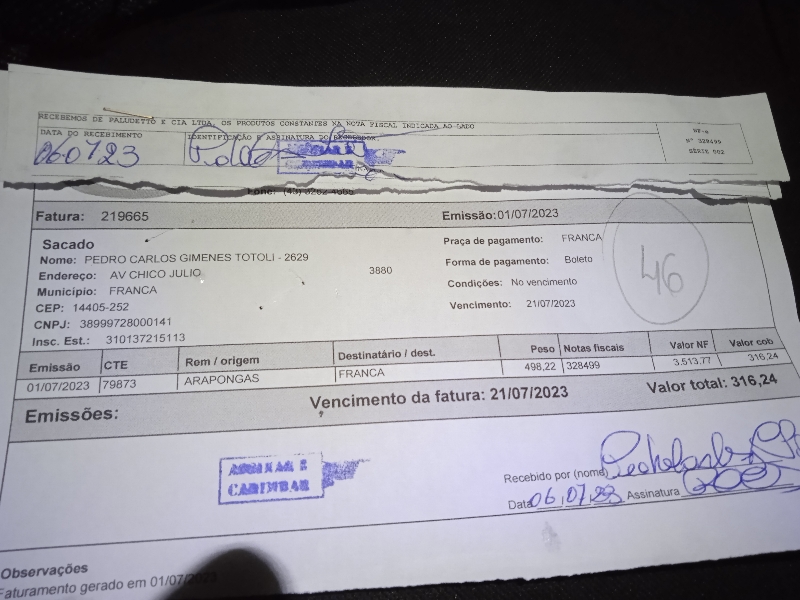 RECEBEMOS DE PALUDETTO E CIA LTDA, OS PRODUTOS CONSTANTES NA NOTA FISCAL INDICADA AO LADO
DATA DO RECEBIMENTO
IDENTIFICAÇÃO E ASSINATURA DO RECEBEDOR
NF-e
Nº 328499
SÉRIE 002
060723
Fatura: 219665
Emissão: 01/07/2023
Sacado
Nome: PEDRO CARLOS GIMENES TOTOLI - 2629
Endereço: AV CHICO JULIO 3880
Município: FRANCA
CEP: 14405-252
CNPJ: 38999728000141
Insc. Est.: 310137215113
Praça de pagamento: FRANCA
Forma de pagamento: Boleto
Condições: No vencimento
Vencimento: 21/07/2023
46
Emissão CTE Rem / origem Destinatário / dest. Peso Notas fiscais Valor NF Valor cob
01/07/2023 79873 ARAPONGAS FRANCA 498,22 328499 3.513,77 316,24
Emissões: Vencimento da fatura: 21/07/2023 Valor total: 316,24
ASSINAR E
CARIMBAR
Recebido por (nome)
Data 06,07,23 Assinatura
Observações
Faturamento gerado em 01/07/2023